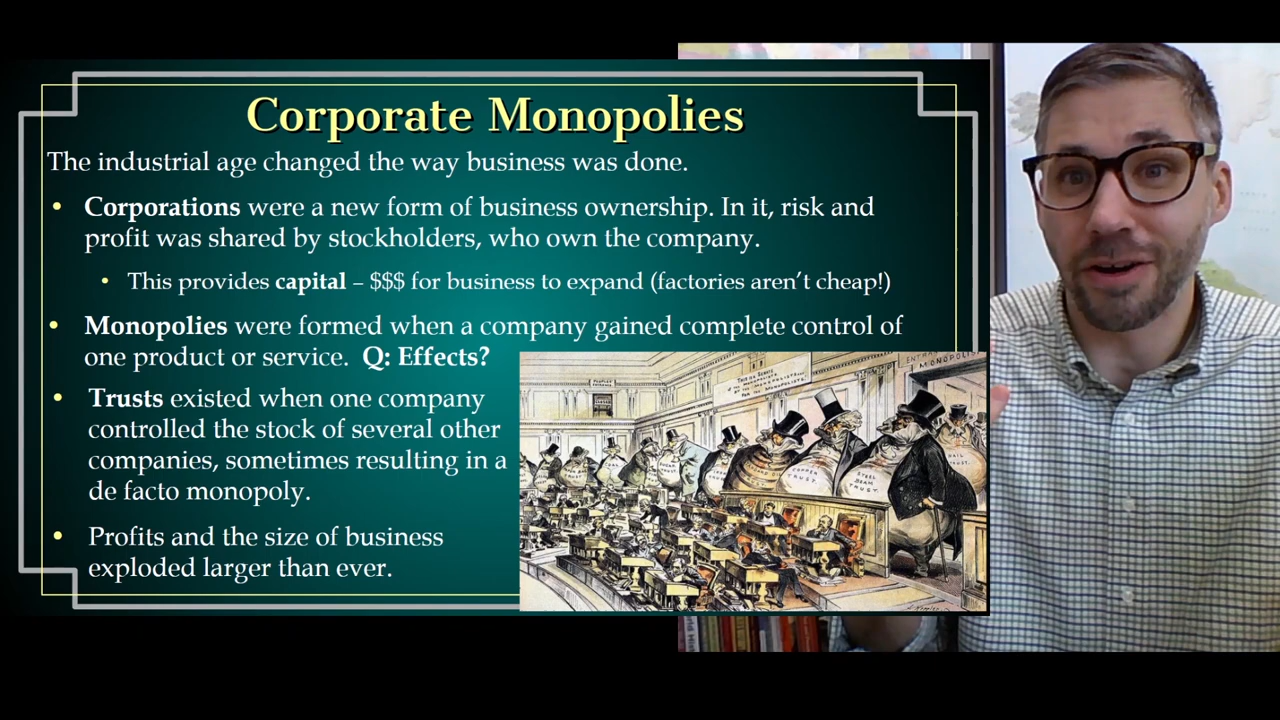 Corporate Monopolies
The industrial age changed the way business was done.
• Corporations were a new form of business ownership. In it, risk and
profit was shared by stockholders, who own the company.
• This provides capital – $$$ for business to expand (factories aren't cheap!)
• Monopolies were formed when a company gained complete control of
one product or service. Q: Effects?
• Trusts existed when one company
controlled the stock of several other
companies, sometimes resulting in a
de facto monopoly.
• Profits and the size of business
exploded larger than ever.
COPPER
TRUST
STEEL
BEAM
TRUST
NAIL
TRUST